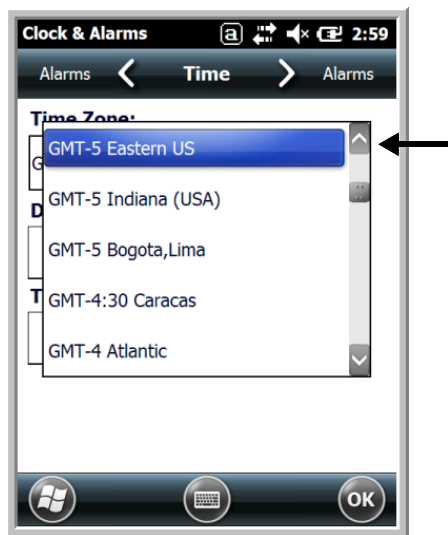 Clock & Alarms a 2:59
Alarms Time Alarms
Time Zone:
G
GMT-5 Eastern US
GMT-5 Indiana (USA)
D
GMT-5 Bogota,Lima
T
GMT-4:30 Caracas
GMT-4 Atlantic
OK